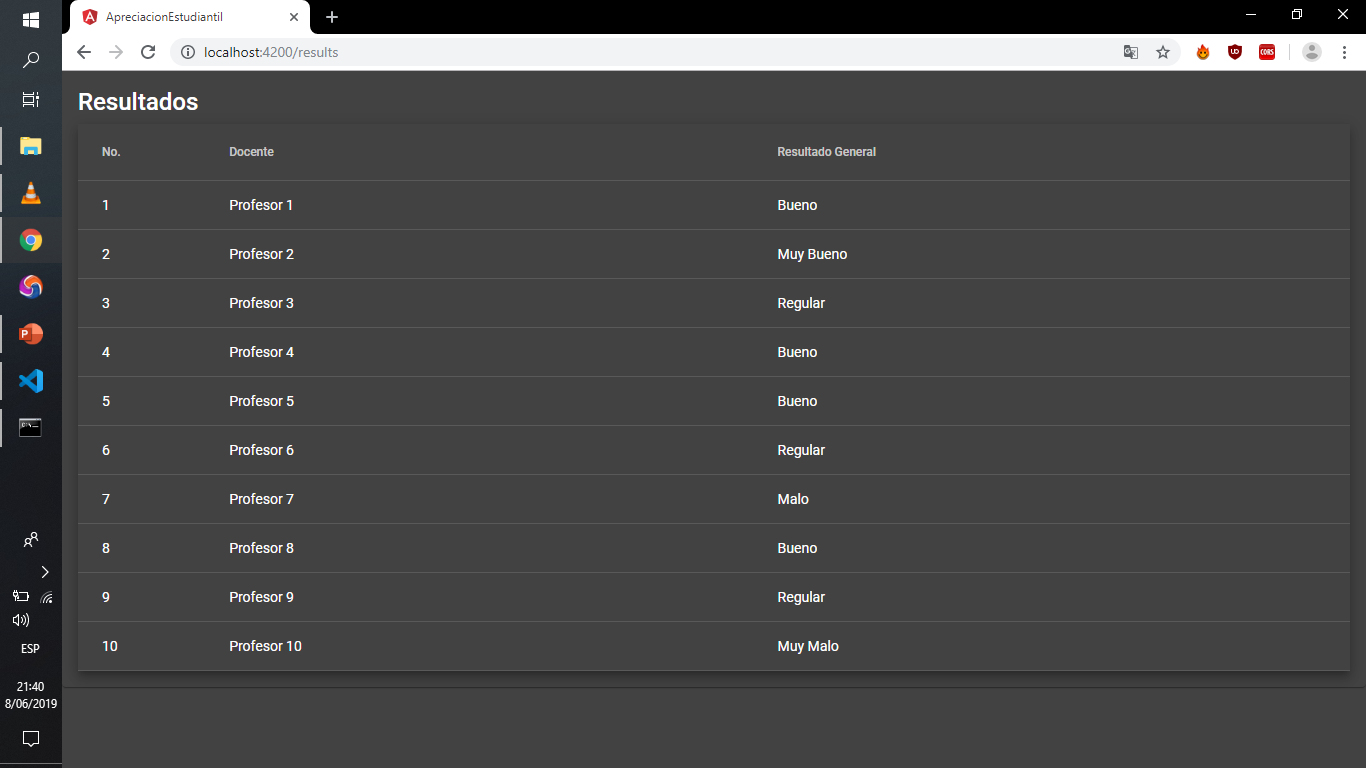 ApreciacionEstudiantil
localhost:4200/results
CORS
Resultados
No. Docente Resultado General
1 Profesor 1 Bueno
2 Profesor 2 Muy Bueno
3 Profesor 3 Regular
4 Profesor 4 Bueno
5 Profesor 5 Bueno
6 Profesor 6 Regular
7 Profesor 7 Malo
8 Profesor 8 Bueno
9 Profesor 9 Regular
10 Profesor 10 Muy Malo
ESP
21:40
8/06/2019